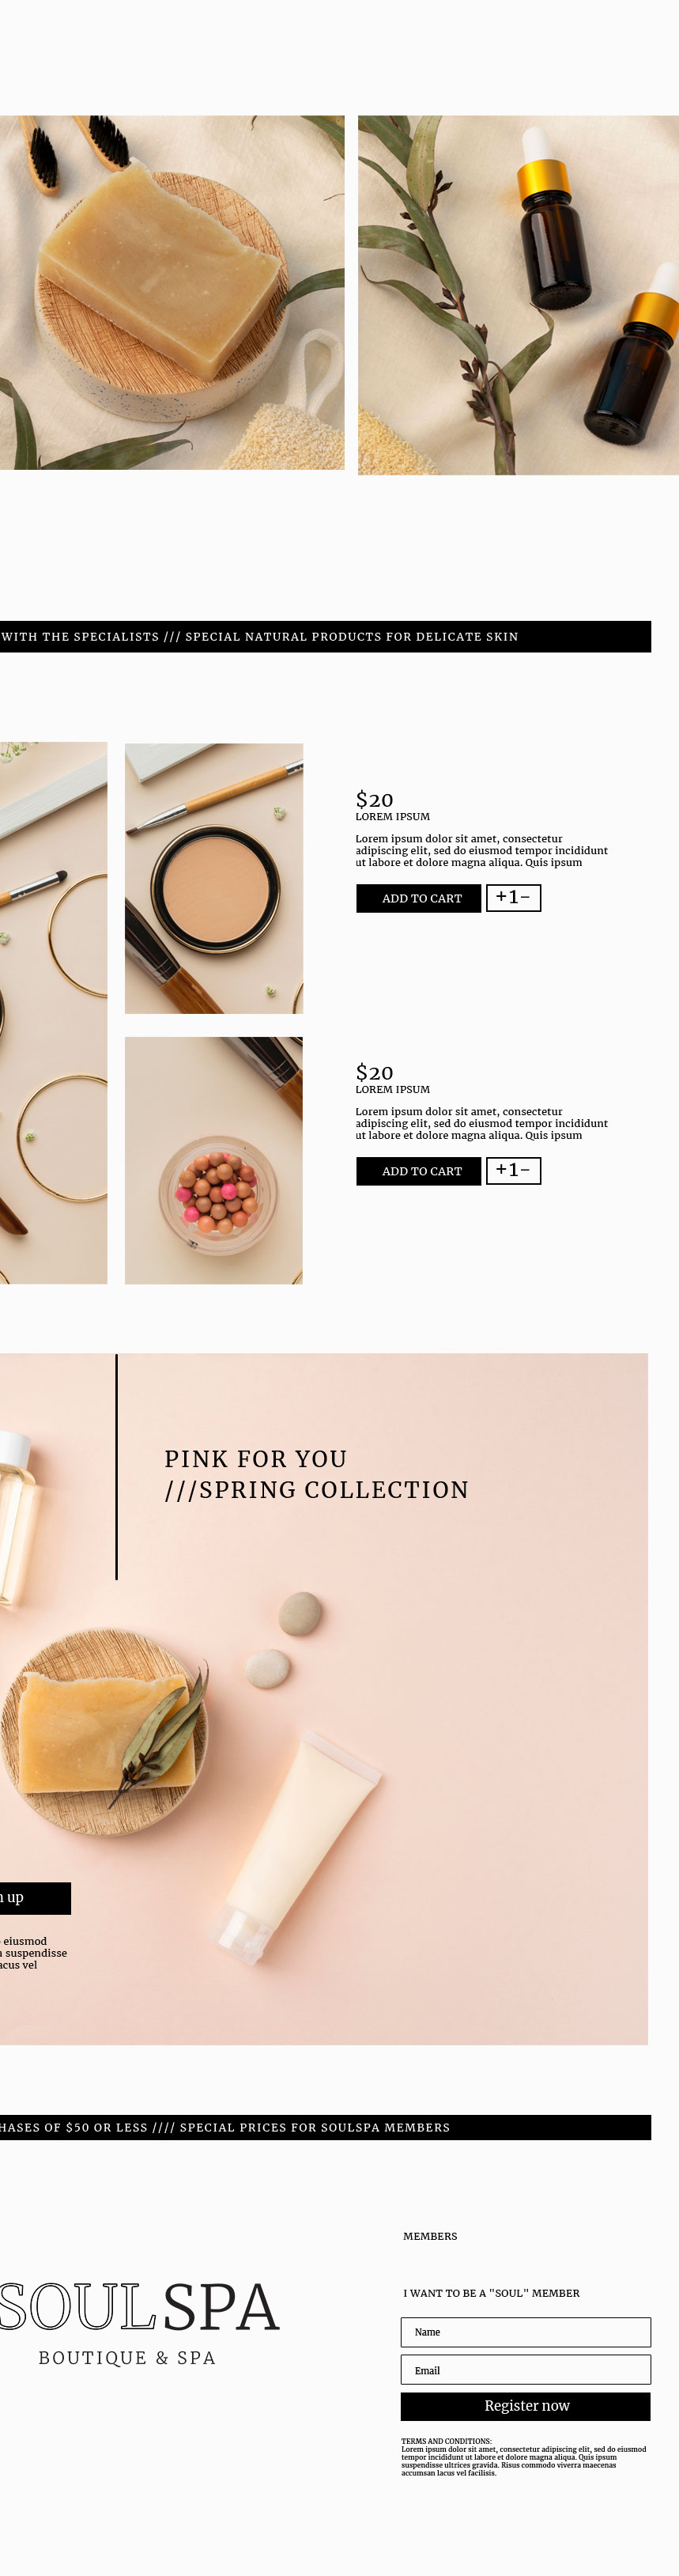 WITH THE SPECIALISTS /// SPECIAL NATURAL PRODUCTS FOR DELICATE SKIN
$20
LOREM IPSUM
Lorem ipsum dolor sit amet, consectetur
adipiscing elit, sed do eiusmod tempor incididunt
ut labore et dolore magna aliqua. Quis ipsum
ADD TO CART +1-
$20
LOREM IPSUM
Lorem ipsum dolor sit amet, consectetur
adipiscing elit, sed do eiusmod tempor incididunt
ut labore et dolore magna aliqua. Quis ipsum
ADD TO CART +1-
PINK FOR YOU
///SPRING COLLECTION
up
eiusmod
suspendisse
vel
OF $50 OR LESS //// SPECIAL PRICES FOR SOULSPA MEMBERS
SOULSPA
BOUTIQUE & SPA
MEMBERS
I WANT TO BE A "SOUL" MEMBER
Name
Email
Register now
TERMS AND CONDITIONS:
Lorem ipsum dolor sit amet, consectetur adipiscing elit, sed do eiusmod
tempor incididunt ut labore et dolore magna aliqua. Quis ipsum
suspendisse ultrices gravida. Risus commodo viverra maecenas
accumsan lacus vel facilisis.